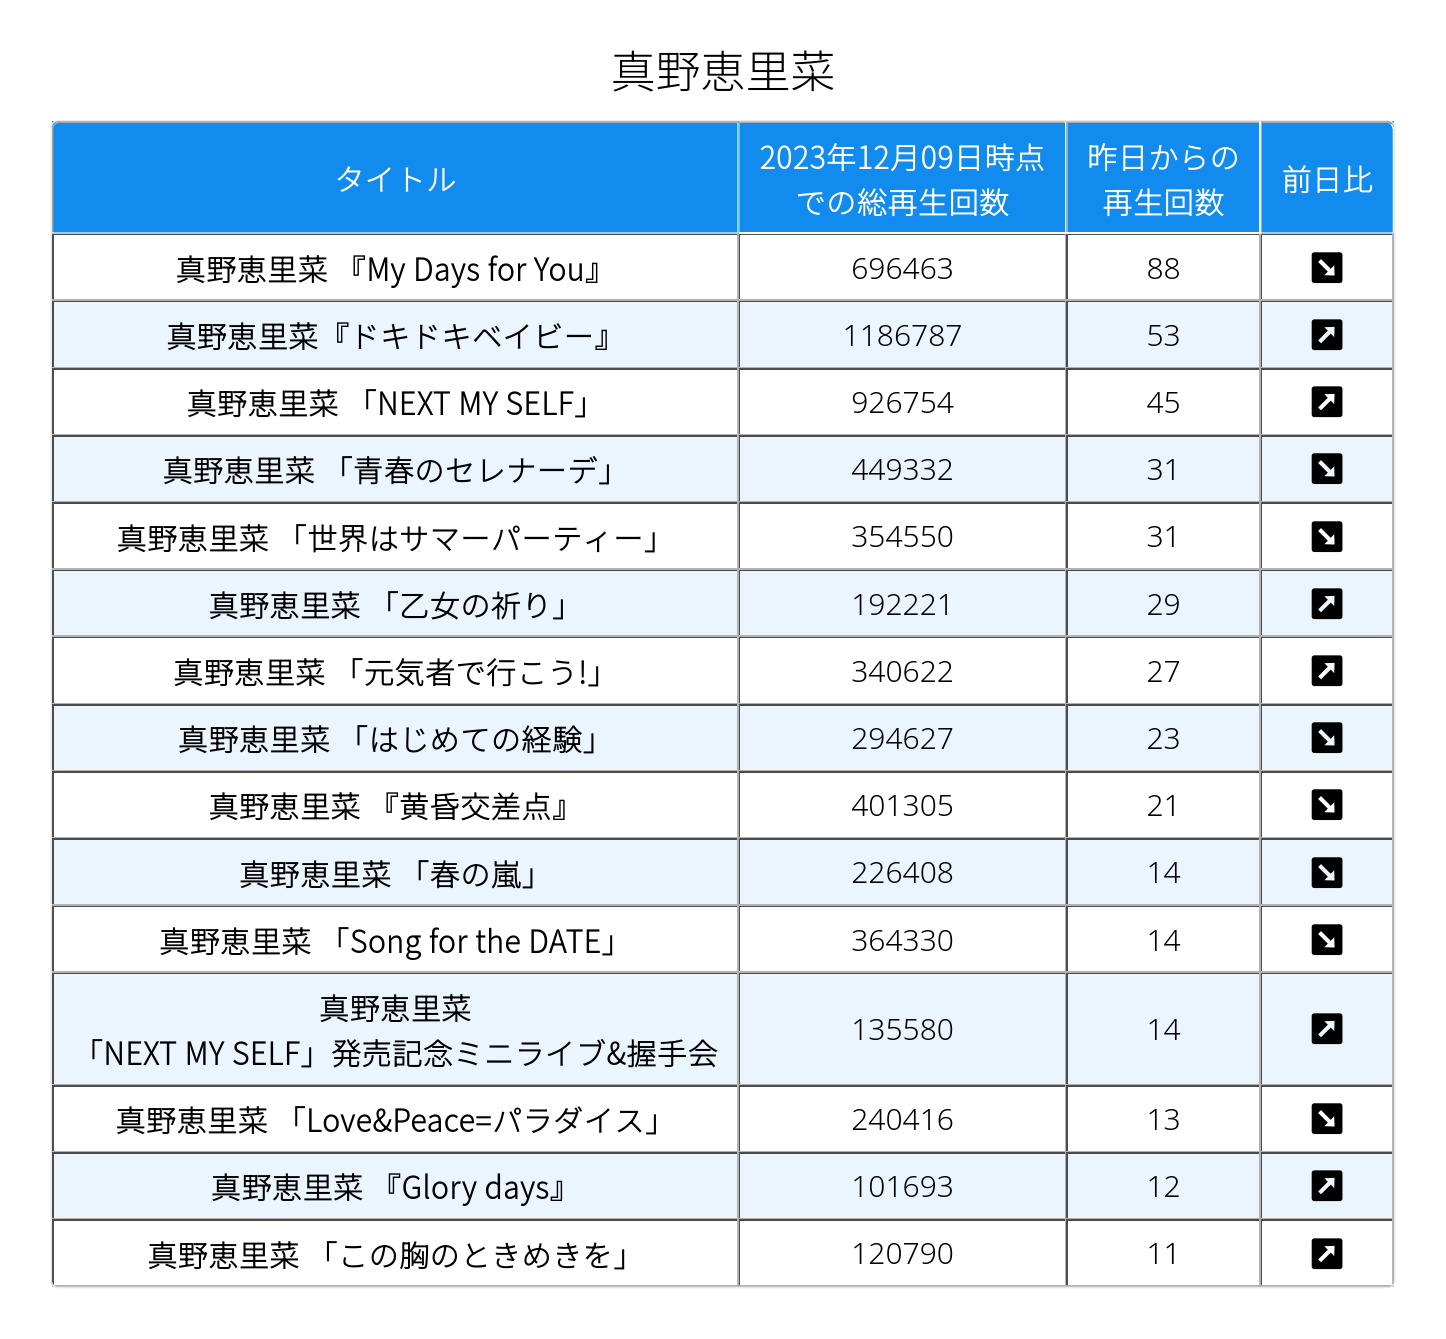 真野恵里菜
タイトル 2023年12月09日時点での総再生回数 昨日からの再生回数 前日比
真野恵里菜 『My Days for You』 696463 88 ↘
真野恵里菜『ドキドキベイビー』 1186787 53 ↗
真野恵里菜 「NEXT MY SELF」 926754 45 ↗
真野恵里菜 「青春のセレナーデ」 449332 31 ↘
真野恵里菜 「世界はサマーパーティー」 354550 31 ↘
真野恵里菜 「乙女の祈り」 192221 29 ↗
真野恵里菜 「元気者で行こう!」 340622 27 ↗
真野恵里菜 「はじめての経験」 294627 23 ↘
真野恵里菜 『黄昏交差点』 401305 21 ↘
真野恵里菜 「春の嵐」 226408 14 ↘
真野恵里菜 「Song for the DATE」 364330 14 ↘
真野恵里菜
「NEXT MY SELF」発売記念ミニライブ&握手会 135580 14 ↗
真野恵里菜 「Love&Peace=パラダイス」 240416 13 ↘
真野恵里菜 『Glory days』 101693 12 ↗
真野恵里菜 「この胸のときめきを」 120790 11 ↗